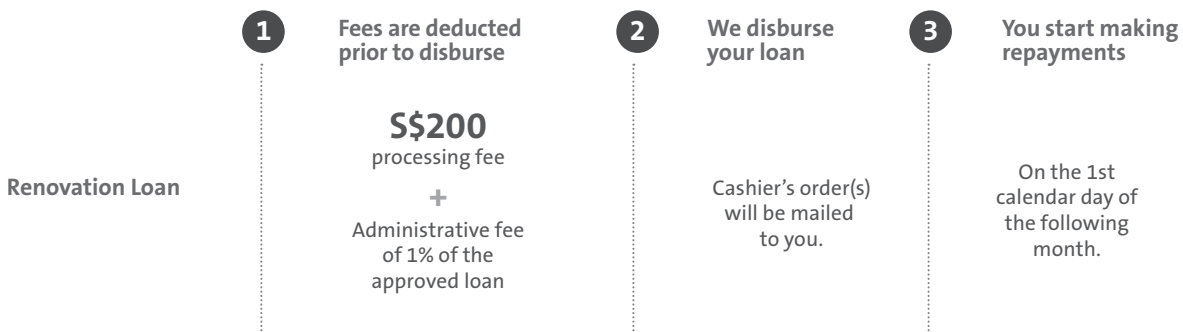 1
Fees are deducted
prior to disburse
2
We disburse
your loan
3
You start making
repayments
Renovation Loan
S$200
processing fee
+
Administrative fee
of 1% of the
approved loan
Cashier’s order(s)
will be mailed
to you.
On the 1st
calendar day of
the following
month.